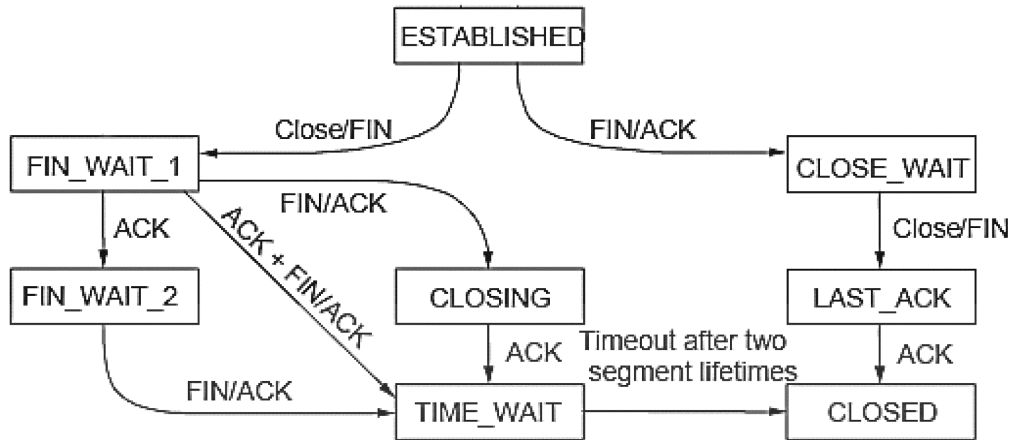 ESTABLISHED
Close/FIN
FIN/ACK
FIN_WAIT_1
CLOSE_WAIT
FIN/ACK
ACK
ACK + FIN/ACK
Close/FIN
FIN_WAIT_2
CLOSING
LAST_ACK
Timeout after two
segment lifetimes
ACK
ACK
FIN/ACK
TIME_WAIT
CLOSED